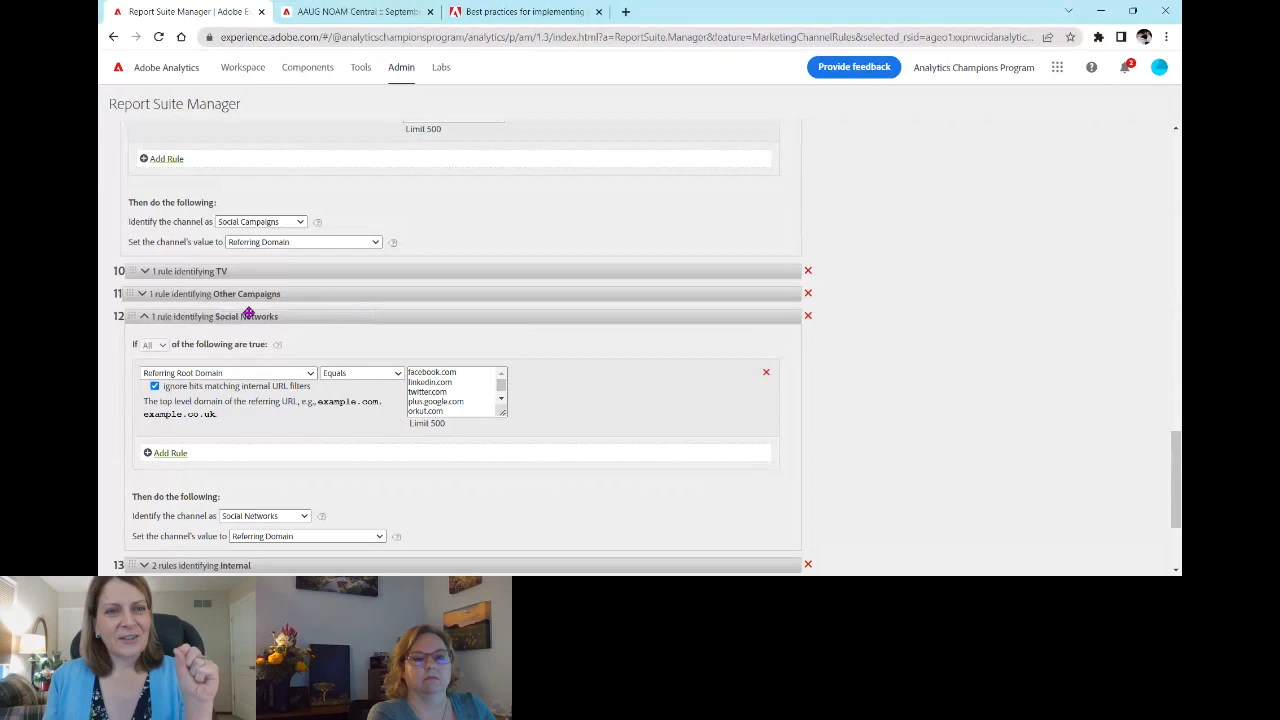 Report Suite Manager | Adobe E
AAUG NOAM Central :: Septembe
Best practices for implementing
experience.adobe.com/#/@analyticschampionsprogram/analytics/p/am/1.3/index.html?a=ReportSuite.Manager&feature=MarketingChannelRules&selected_rsid=ageo1xxpnwcidanalytic...
Adobe Analytics
Workspace
Components
Tools
Admin
Labs
Provide feedback
Analytics Champions Program
2
Report Suite Manager
Limit 500
Add Rule
Then do the following:
Identify the channel as Social Campaigns
Set the channel's value to Referring Domain
10 1 rule identifying TV
11 1 rule identifying Other Campaigns
12 1 rule identifying Social Networks
If All of the following are true:
Referring Root Domain Equals
facebook.com
linkedin.com
twitter.com
plus.google.com
orkut.com
ignore hits matching internal URL filters
The top level domain of the referring URL, e.g., example.com,
example.co.uk.
Limit 500
Add Rule
Then do the following:
Identify the channel as Social Networks
Set the channel's value to Referring Domain
13 2 rules identifying Internal